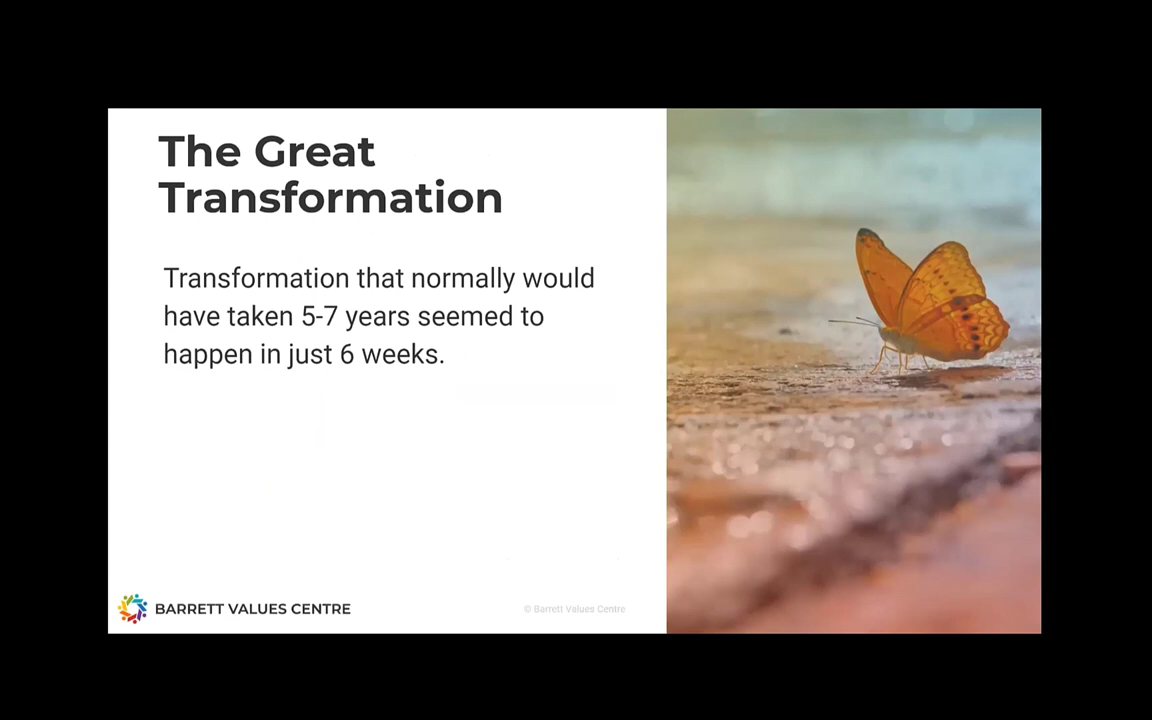 The Great
Transformation
Transformation that normally would
have taken 5-7 years seemed to
happen in just 6 weeks.
BARRETT VALUES CENTRE
© Barrett Values Centre